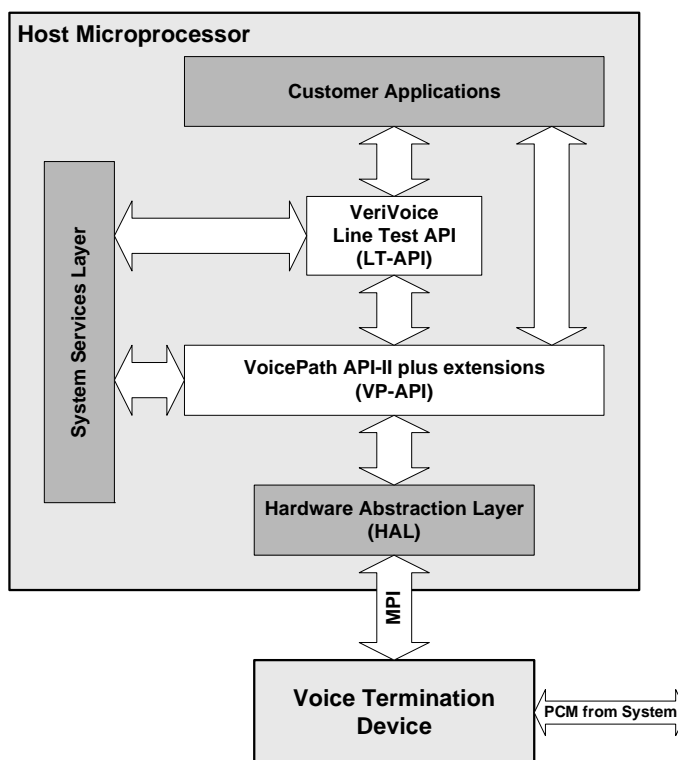 Host Microprocessor
Customer Applications
System Services Layer
VeriVoice
Line Test API
(LT-API)
VoicePath API-II plus extensions
(VP-API)
Hardware Abstraction Layer
(HAL)
MPI
Voice Termination
Device
PCM from System